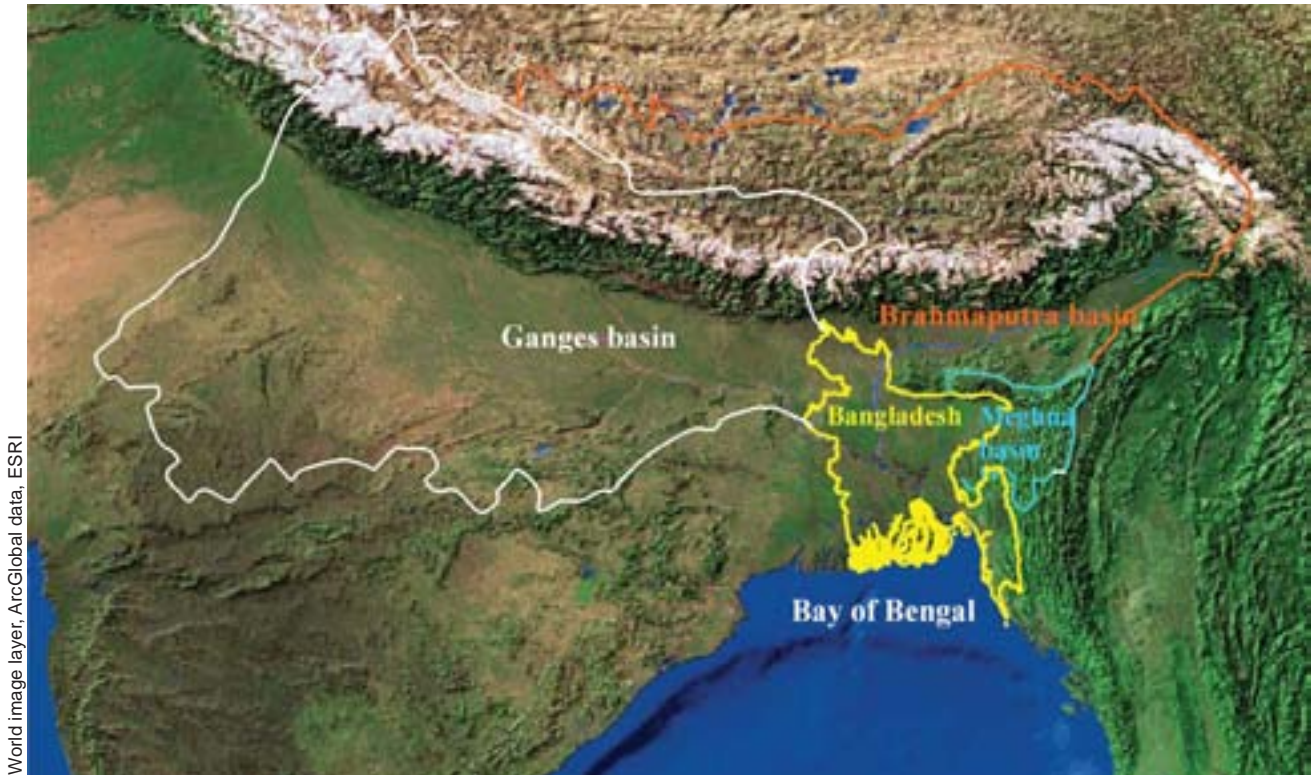 World image layer, ArcGlobal data, ESRI
Ganges basin
Brahmaputra basin
Bangladesh
Meghna
basin
Bay of Bengal